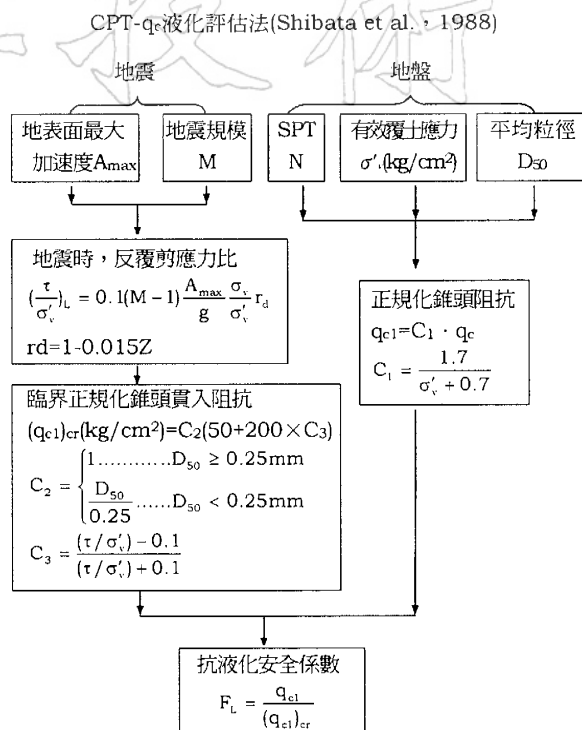 CPT-qc液化評估法(Shibata et al.,1988)
地震
地盤
地表面最大
加速度Amax
地震規模
M
SPT
N
有效覆土應力
σ'v(kg/cm²)
平均粒徑
D₅₀
地震時,反覆剪應力比
(τ/σ'v)L = 0.1(M−1) Amax/g σv/σ'v rd
rd=1-0.015Z
正規化錐頭阻抗
qc1=C1 · qc
C1 = 1.7/(σ'v + 0.7)
臨界正規化錐頭貫入阻抗
(qc1)cr(kg/cm²)=C2(50+200×C3)
C2 = { 1............D₅₀ ≥ 0.25mm
D₅₀/0.25 ......D₅₀ < 0.25mm
C3 = ((τ/σ'v) − 0.1)/((τ/σ'v) + 0.1)
抗液化安全係數
FL = qc1/(qc1)cr